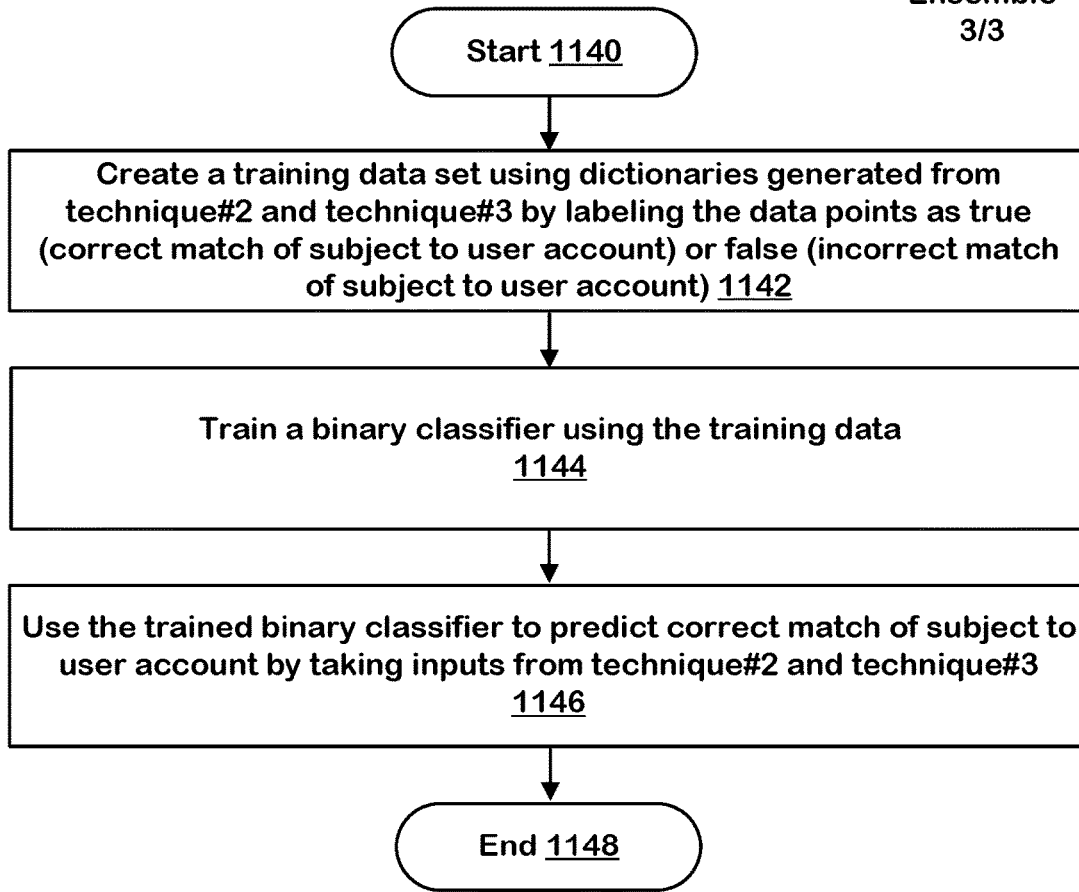 Ensemble
3/3
Start 1140
Create a training data set using dictionaries generated from
technique#2 and technique#3 by labeling the data points as true
(correct match of subject to user account) or false (incorrect match
of subject to user account) 1142
Train a binary classifier using the training data
1144
Use the trained binary classifier to predict correct match of subject to
user account by taking inputs from technique#2 and technique#3
1146
End 1148